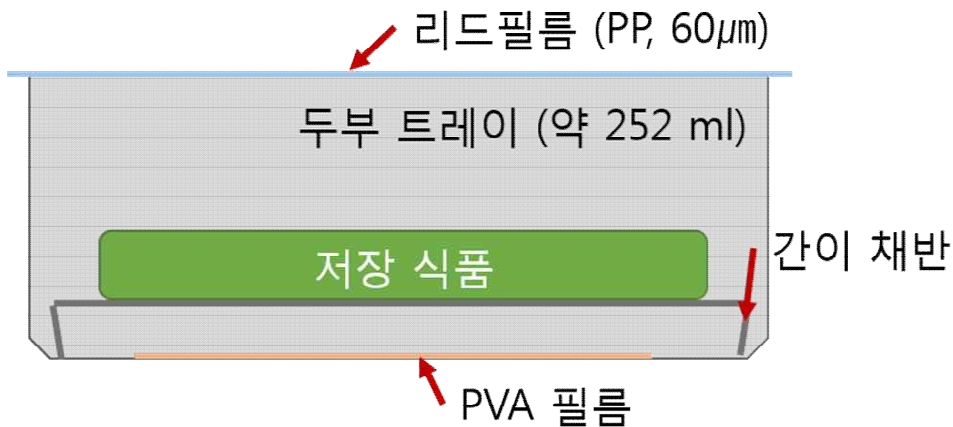 리드필름 (PP, 60㎛)
두부 트레이 (약 252 ml)
간이 채반
저장 식품
PVA 필름